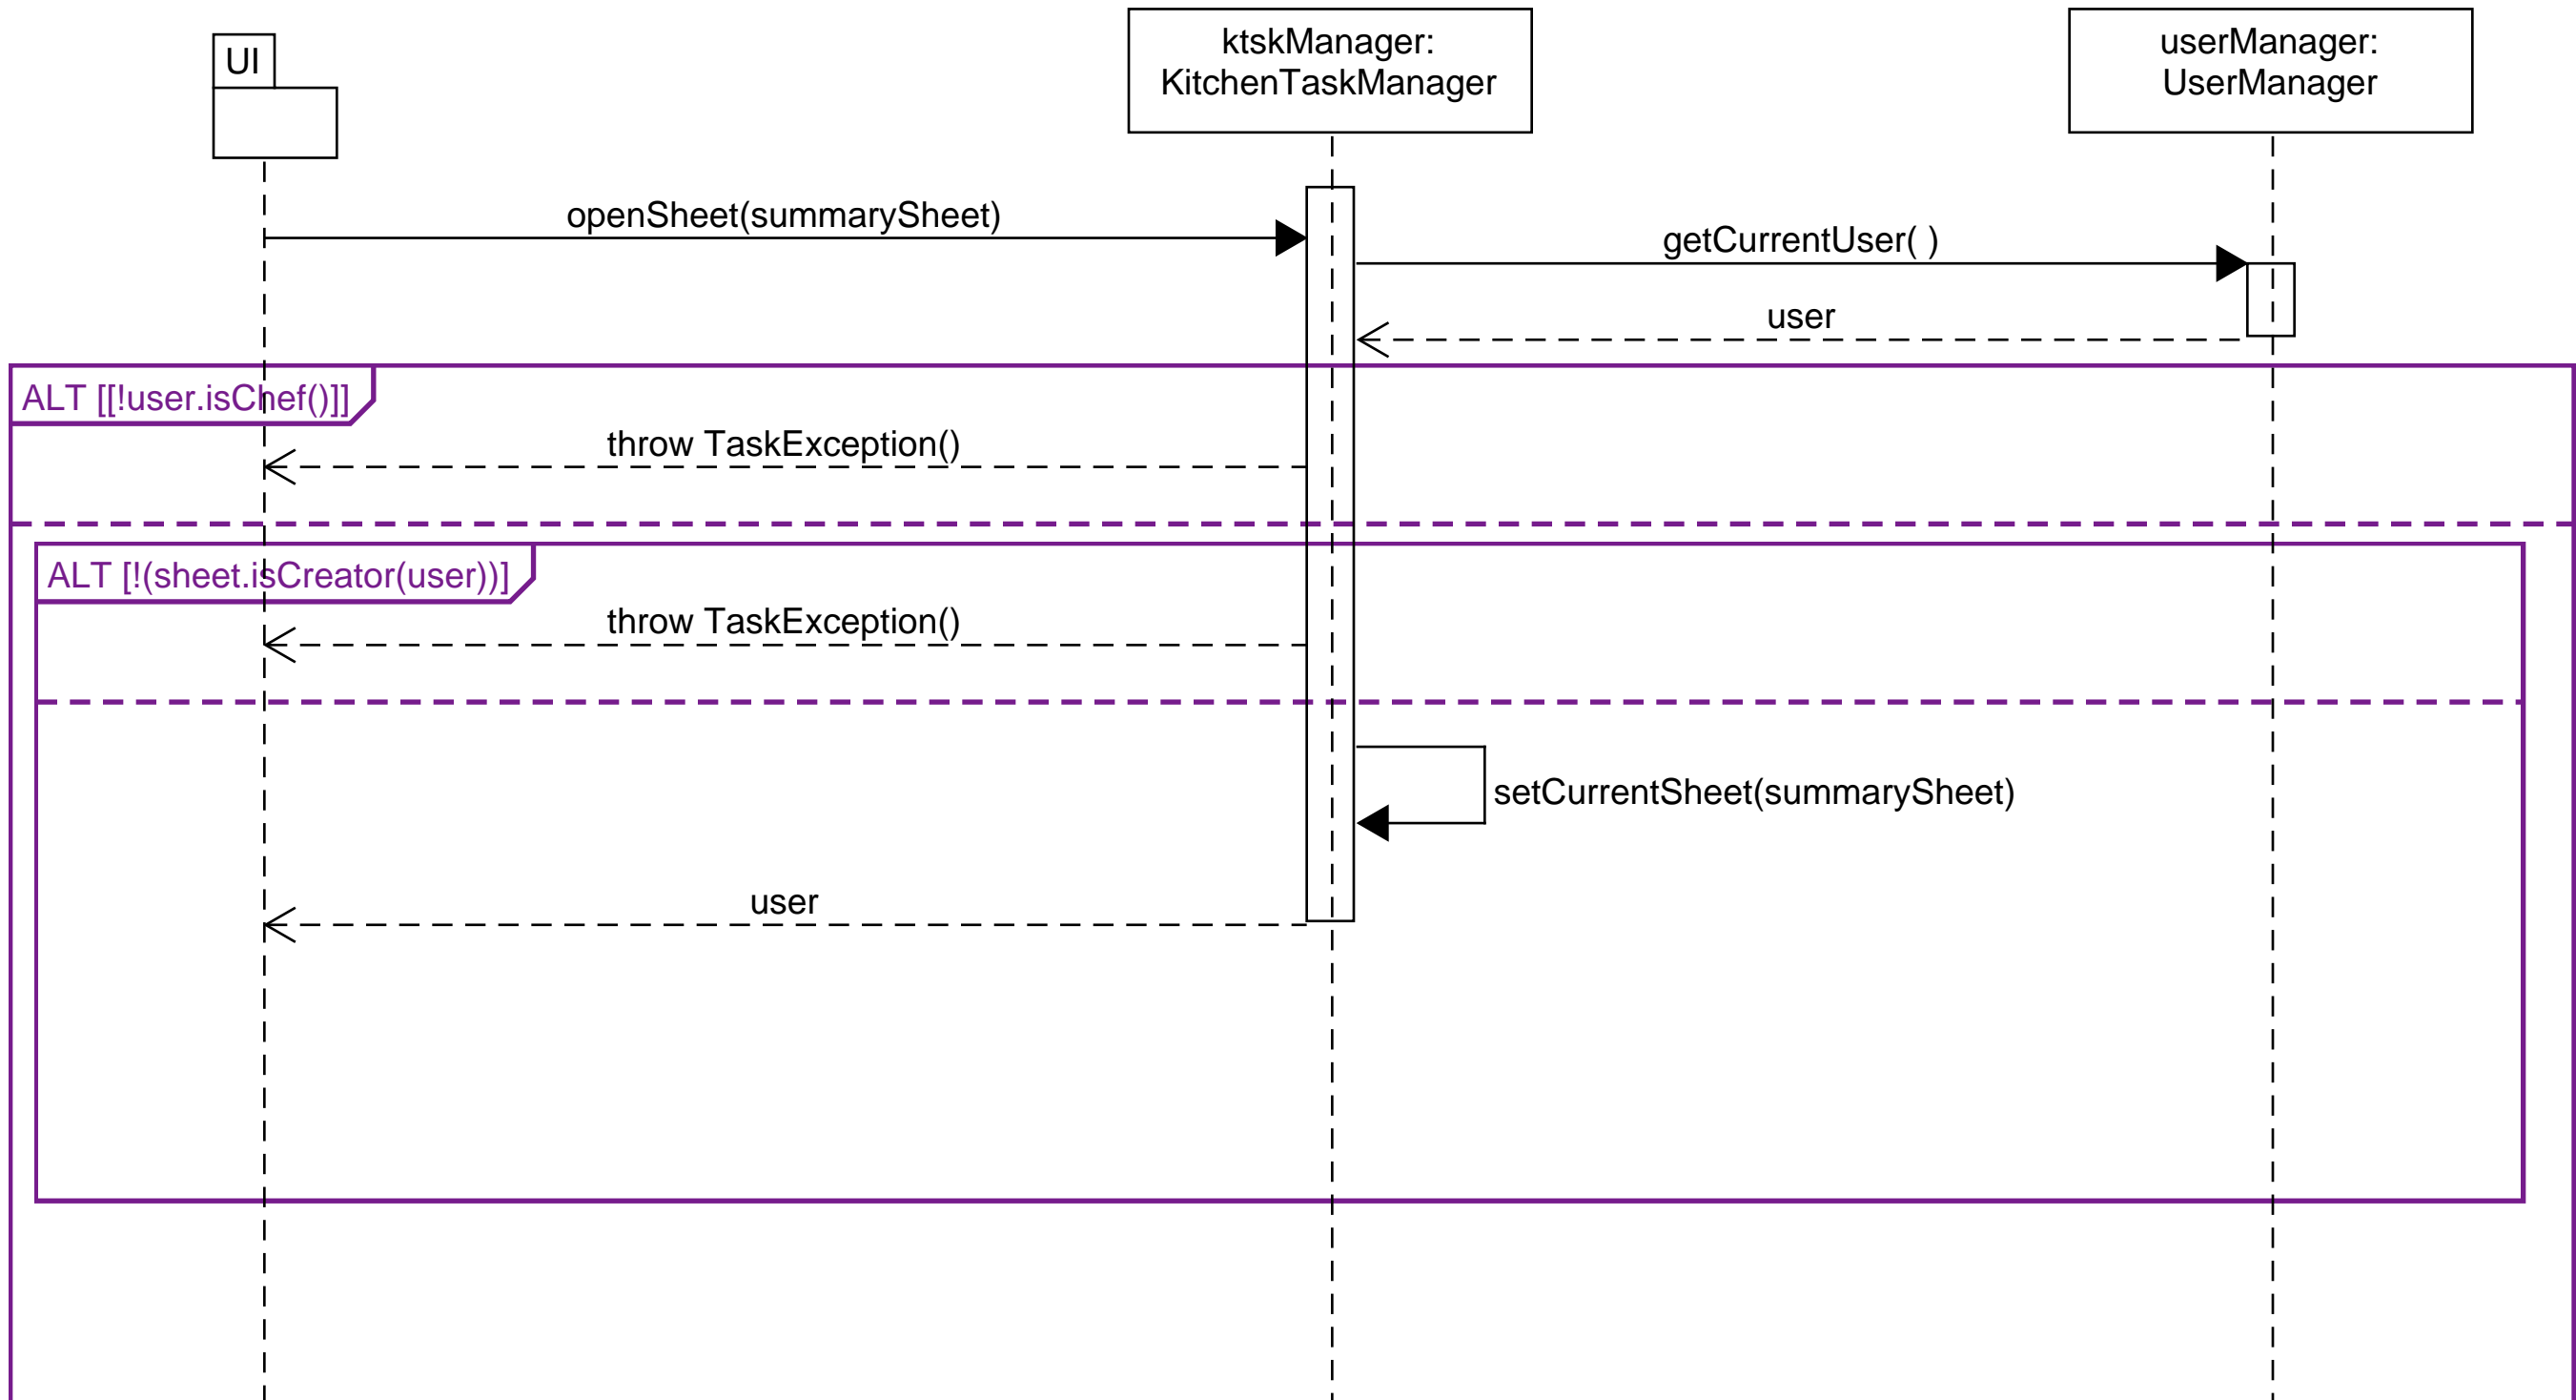 UI
ktskManager:
KitchenTaskManager
userManager:
UserManager
openSheet(summarySheet)
getCurrentUser( )
user
ALT [[!user.isChef()]]
throw TaskException()
ALT [!(sheet.isCreator(user))]
throw TaskException()
setCurrentSheet(summarySheet)
user